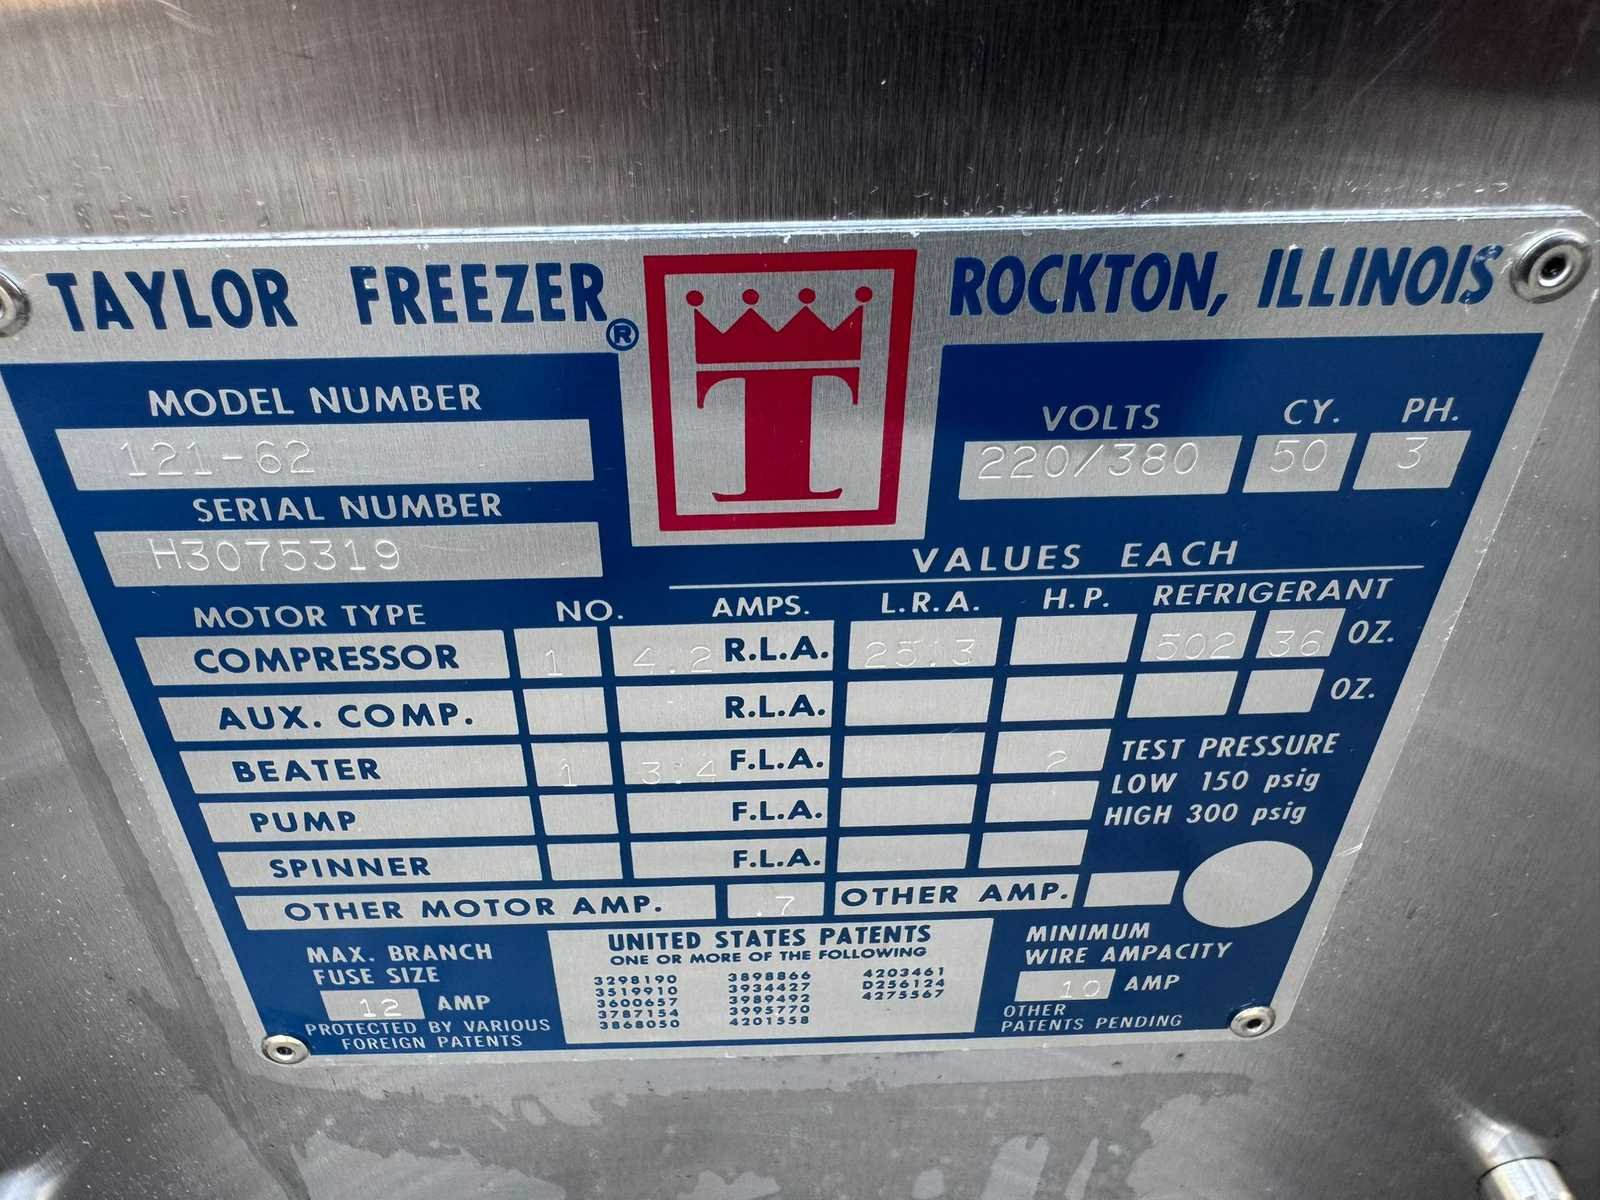 TAYLOR FREEZER® T ROCKTON, ILLINOIS
MODEL NUMBER
121-62
SERIAL NUMBER
H3075319
VOLTS CY. PH.
220/380 50 3
VALUES EACH
MOTOR TYPE NO. AMPS. L.R.A. H.P. REFRIGERANT
COMPRESSOR 1 4.2 R.L.A. 25.3 502 36 OZ.
AUX. COMP. R.L.A. OZ.
BEATER 1 3.4 F.L.A. 2
PUMP F.L.A.
SPINNER F.L.A.
TEST PRESSURE
LOW 150 psig
HIGH 300 psig
OTHER MOTOR AMP. .7 OTHER AMP.
MAX. BRANCH
FUSE SIZE
12 AMP
PROTECTED BY VARIOUS
FOREIGN PATENTS
UNITED STATES PATENTS
ONE OR MORE OF THE FOLLOWING
3298190 3898866 4203461
3519910 3934427 D256124
3600657 3989492 4275567
3787154 3995770
3868050 4201558
MINIMUM
WIRE AMPACITY
10 AMP
OTHER
PATENTS PENDING